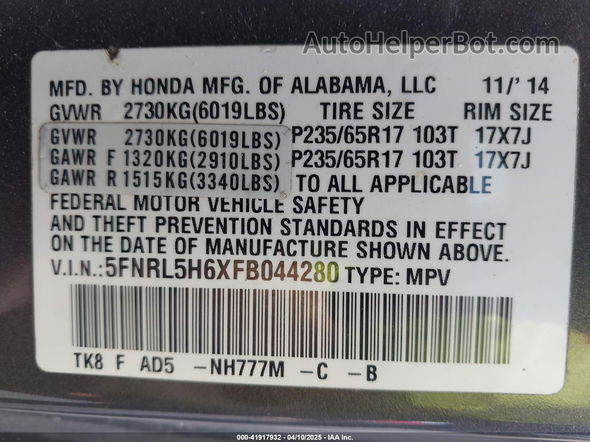 AutoHelperBot.com
MFD. BY HONDA MFG. OF ALABAMA, LLC 11/'14
GVWR 2730KG(6019LBS) TIRE SIZE RIM SIZE
GVWR 2730KG(6019LBS) P235/65R17 103T 17X7J
GAWR F 1320KG(2910LBS) P235/65R17 103T 17X7J
GAWR R 1515KG(3340LBS) TO ALL APPLICABLE
FEDERAL MOTOR VEHICLE SAFETY
AND THEFT PREVENTION STANDARDS IN EFFECT
ON THE DATE OF MANUFACTURE SHOWN ABOVE.
V.I.N.:5FNRL5H6XFB044280 TYPE: MPV
TK8 F AD5 -NH777M -C -B
000-41917932 - 04/10/2025 - IAA Inc.